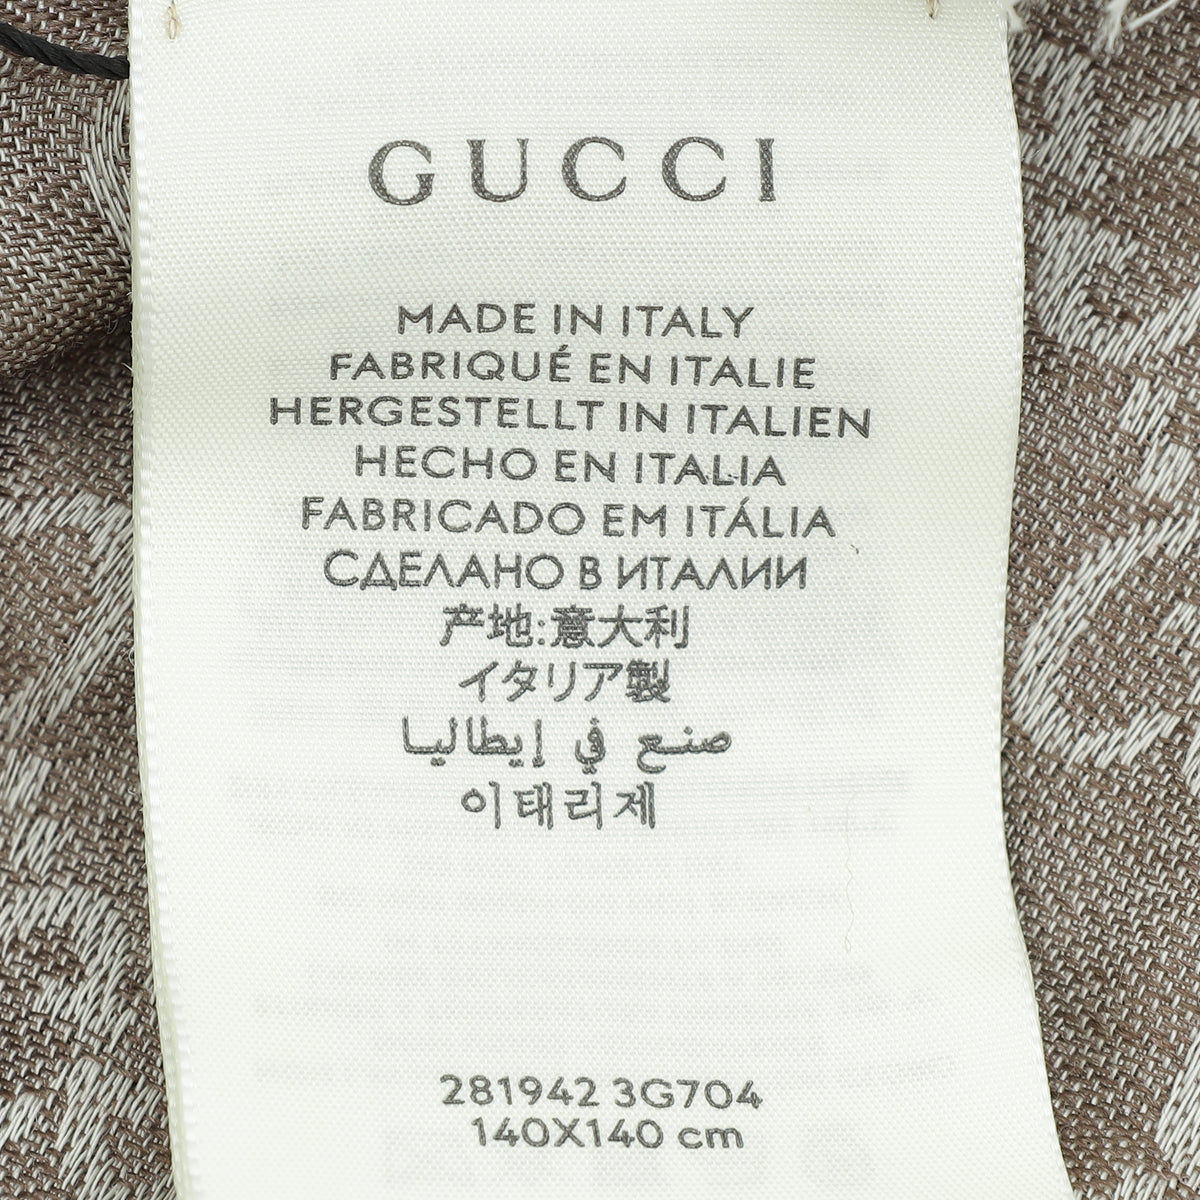 GUCCI
MADE IN ITALY
FABRIQUÉ EN ITALIE
HERGESTELLT IN ITALIEN
HECHO EN ITALIA
FABRICADO EM ITÁLIA
СДЕЛАНО В ИТАЛИИ
产地:意大利
イタリア製
صنع في إيطاليا
이태리제
281942 3G704
140X140 cm